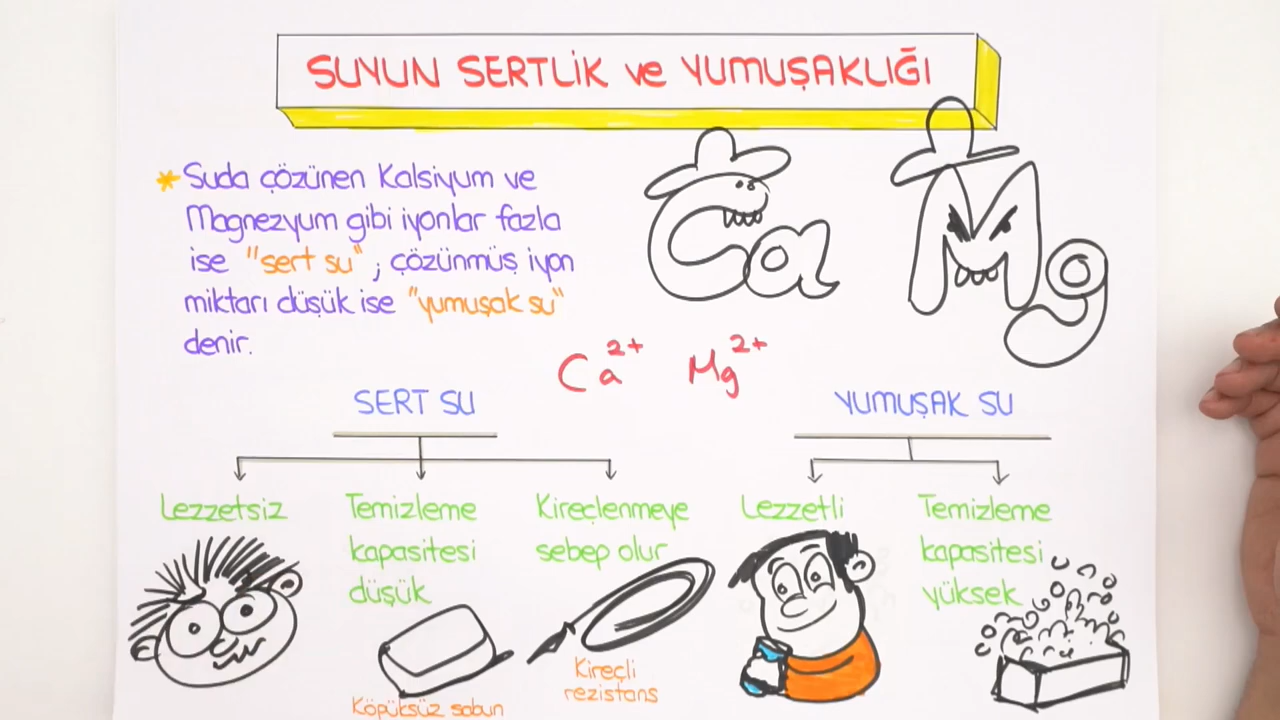 SUYUN SERTLİK ve YUMUŞAKLIĞI
* Suda çözünen Kalsiyum ve
Magnezyum gibi iyonlar fazla
ise "sert su" ; çözünmüş iyon
miktarı düşük ise "yumuşak su"
denir.
Ca Mg
Ca²⁺ Mg²⁺
SERT SU
Lezzetsiz
Temizleme
kapasitesi
düşük
Köpüksüz sabun
Kireçlenmeye
sebep olur
Kireçli
rezistans
YUMUŞAK SU
Lezzetli
Temizleme
kapasitesi
yüksek